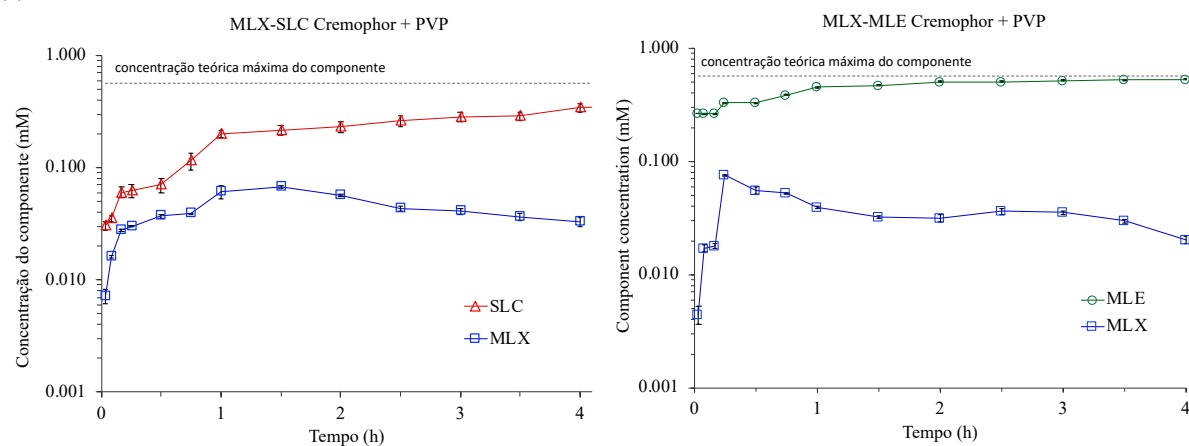 MLX-SLC Cremophor + PVP
1.000
concentração teórica máxima do componente
0.100
0.010
0.001
Concentração do componente (mM)
SLC
MLX
0
1
2
3
4
Tempo (h)
MLX-MLE Cremophor + PVP
1.000
concentração teórica máxima do componente
0.100
0.010
0.001
Component concentration (mM)
MLE
MLX
0
1
2
3
4
Tempo (h)